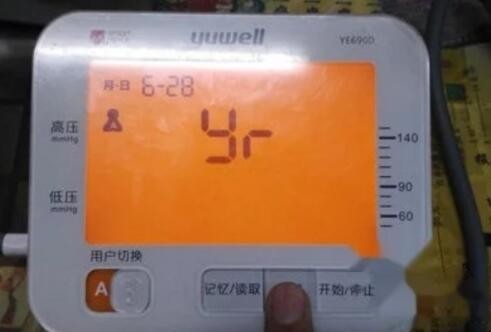 yuwell
YE690D
月-日 6-28
高压
mmHg
yr
140
低压
mmHg
90
60
用户切换
A
记忆/读取
开始/停止